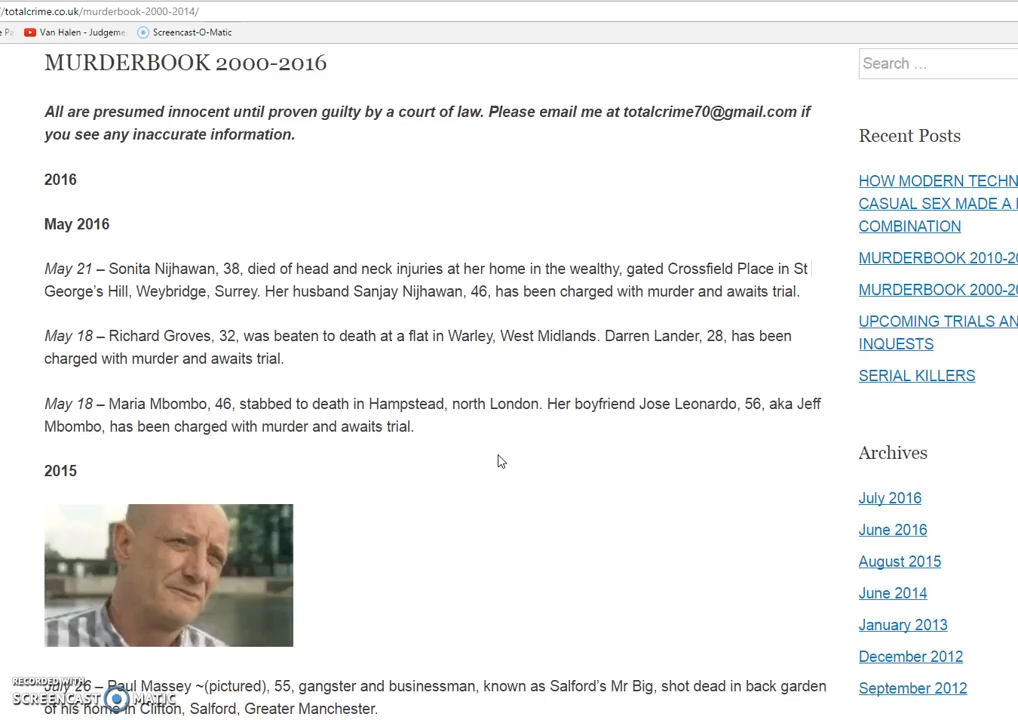 /totalcrime.co.uk/murderbook-2000-2014/
Van Halen - Judgeme
Screencast-O-Matic
MURDERBOOK 2000-2016
All are presumed innocent until proven guilty by a court of law. Please email me at totalcrime70@gmail.com if
you see any inaccurate information.
2016
May 2016
May 21 – Sonita Nijhawan, 38, died of head and neck injuries at her home in the wealthy, gated Crossfield Place in St
George's Hill, Weybridge, Surrey. Her husband Sanjay Nijhawan, 46, has been charged with murder and awaits trial.
May 18 – Richard Groves, 32, was beaten to death at a flat in Warley, West Midlands. Darren Lander, 28, has been
charged with murder and awaits trial.
May 18 – Maria Mbombo, 46, stabbed to death in Hampstead, north London. Her boyfriend Jose Leonardo, 56, aka Jeff
Mbombo, has been charged with murder and awaits trial.
2015
July 26 – Paul Massey ~(pictured), 55, gangster and businessman, known as Salford's Mr Big, shot dead in back garden
of his home in Clifton, Salford, Greater Manchester.
Search …
Recent Posts
HOW MODERN TECHN
CASUAL SEX MADE A
COMBINATION
MURDERBOOK 2010-20
MURDERBOOK 2000-20
UPCOMING TRIALS AN
INQUESTS
SERIAL KILLERS
Archives
July 2016
June 2016
August 2015
June 2014
January 2013
December 2012
September 2012
RECORDED WITH
SCREENCAST MATIC